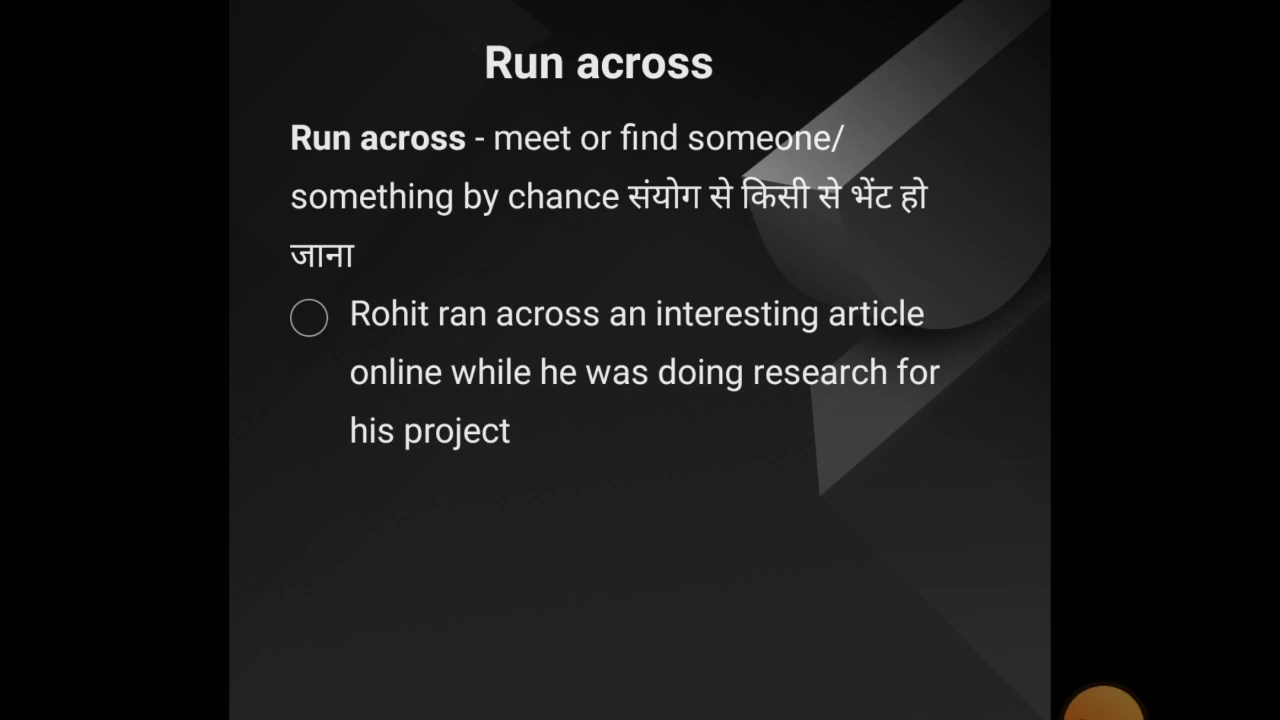 Run across
Run across - meet or find someone/
something by chance संयोग से किसी से भेंट हो
जाना
Rohit ran across an interesting article
online while he was doing research for
his project